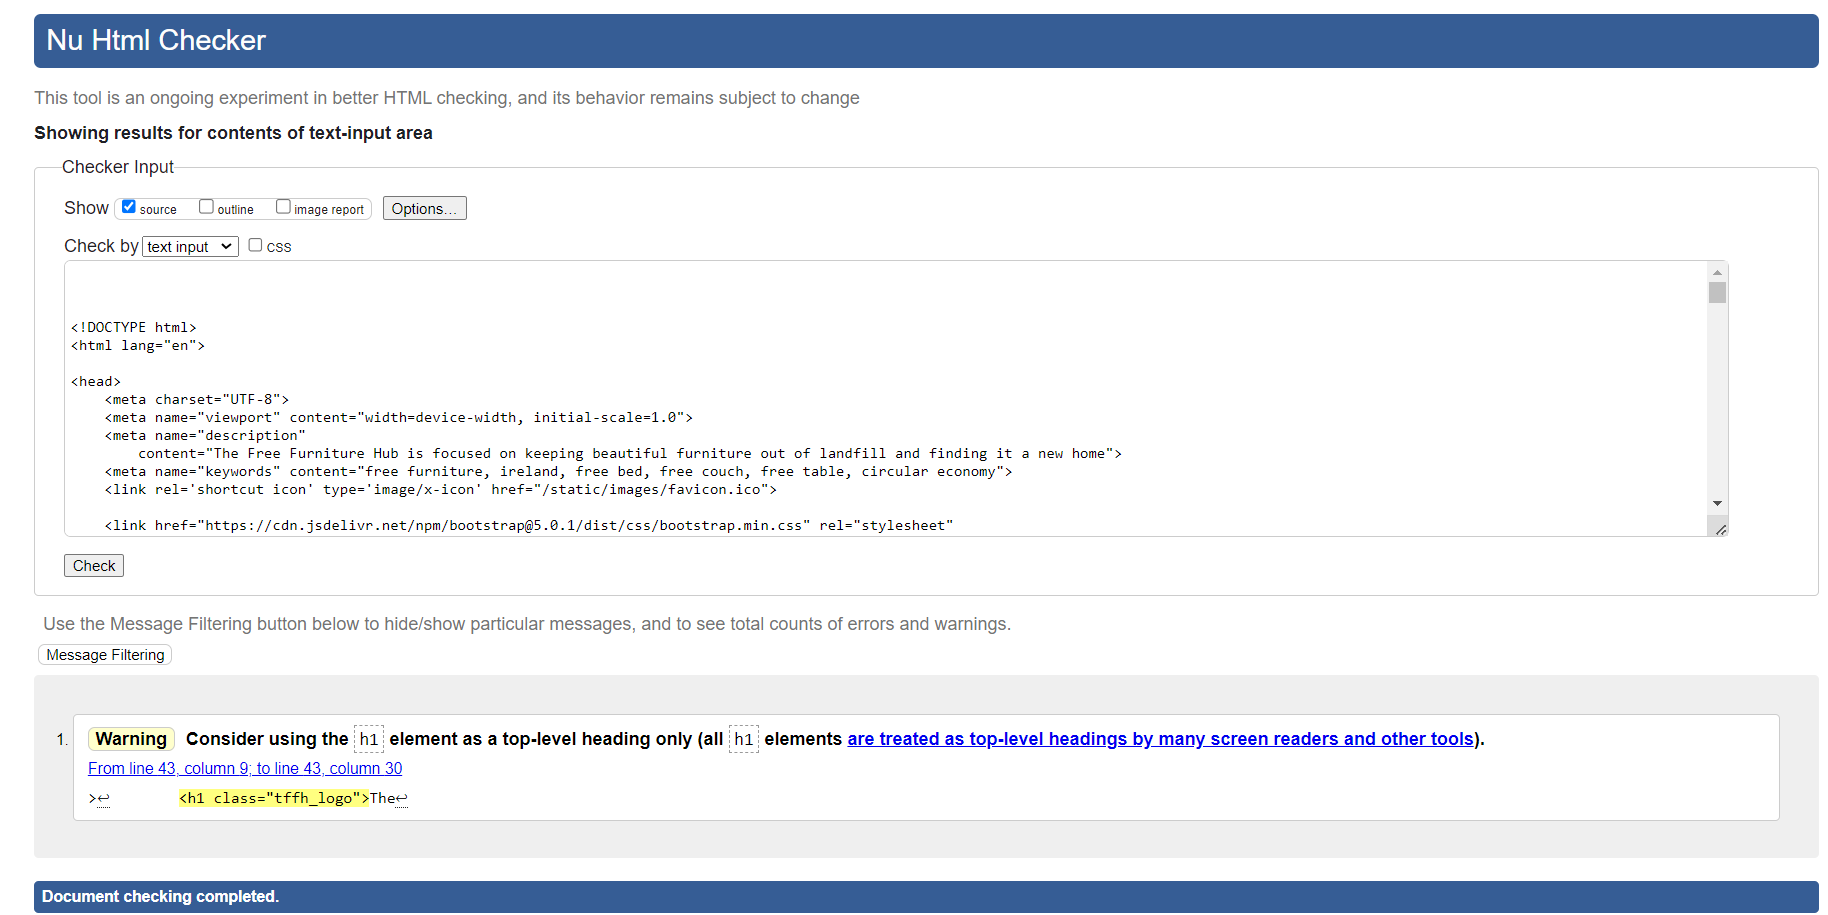 Nu Html Checker
This tool is an ongoing experiment in better HTML checking, and its behavior remains subject to change
Showing results for contents of text-input area
Checker Input
Show source outline image report Options...
Check by text input css
<!DOCTYPE html>
<html lang="en">
<head>
<meta charset="UTF-8">
<meta name="viewport" content="width=device-width, initial-scale=1.0">
<meta name="description"
content="The Free Furniture Hub is focused on keeping beautiful furniture out of landfill and finding it a new home">
<meta name="keywords" content="free furniture, ireland, free bed, free couch, free table, circular economy">
<link rel='shortcut icon' type='image/x-icon' href="/static/images/favicon.ico">
<link href="https://cdn.jsdelivr.net/npm/bootstrap@5.0.1/dist/css/bootstrap.min.css" rel="stylesheet"
Check
Use the Message Filtering button below to hide/show particular messages, and to see total counts of errors and warnings.
Message Filtering
1. Warning Consider using the h1 element as a top-level heading only (all h1 elements are treated as top-level headings by many screen readers and other tools).
From line 43, column 9; to line 43, column 30
>↩ <h1 class="tffh_logo">The↩
Document checking completed.